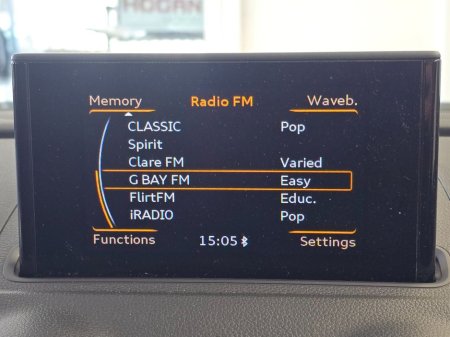 HOGAN
Memory Radio FM Waveb.
CLASSIC Pop
Spirit
Clare FM Varied
G BAY FM Easy
FlirtFM Educ.
iRADIO Pop
Functions 15:05 Settings